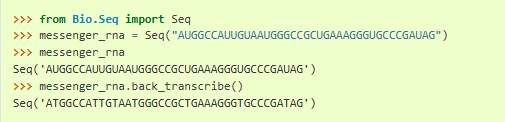 >>> from Bio.Seq import Seq
>>> messenger_rna = Seq("AUGGCCAUUGUAAUGGGCCGCUGAAAGGGUGCCCGAUAG")
>>> messenger_rna
Seq('AUGGCCAUUGUAAUGGGCCGCUGAAAGGGUGCCCGAUAG')
>>> messenger_rna.back_transcribe()
Seq('ATGGCCATTGTAATGGGCCGCTGAAAGGGTGCCCGATAG')